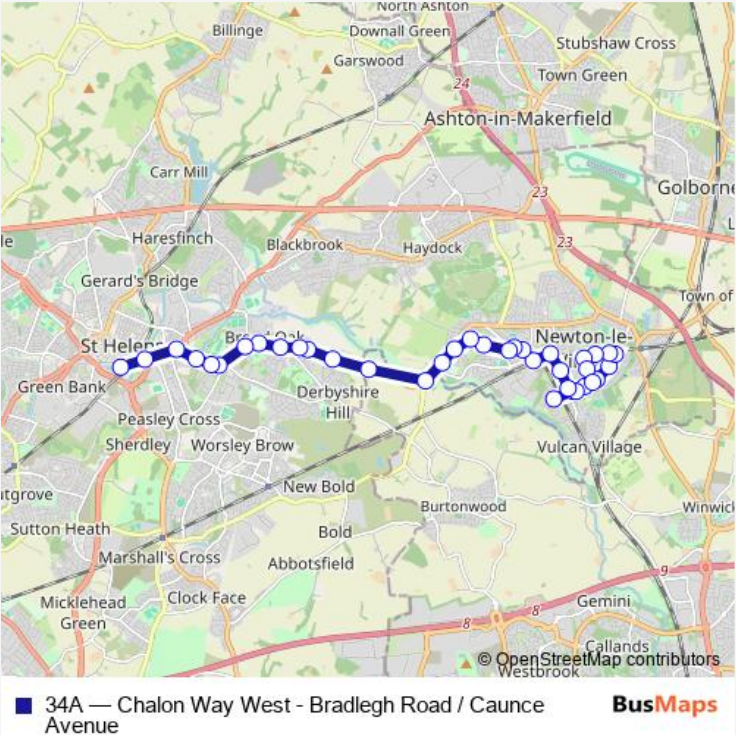 North Ashton
Billinge
Downall Green
Stubshaw Cross
Garswood
Town Green
24
Ashton-in-Makerfield
Carr Mill
23
Golborne
Haresfinch
Blackbrook
Haydock
23
Gerard's Bridge
Town of
St Helens
Newton-le-
Green Bank
Derbyshire
Hill
Peasley Cross
Sherdley
Worsley Brow
Vulcan Village
New Bold
utgrove
Burtonwood
Winwick
Sutton Heath
Bold
Marshall's Cross
Abbotsfield
9
Micklehead
Green
Clock Face
Gemini
8
8
Callands
Westbrook
© OpenStreetMap contributors
34A — Chalon Way West - Bradlegh Road / Caunce
Avenue
BusMaps